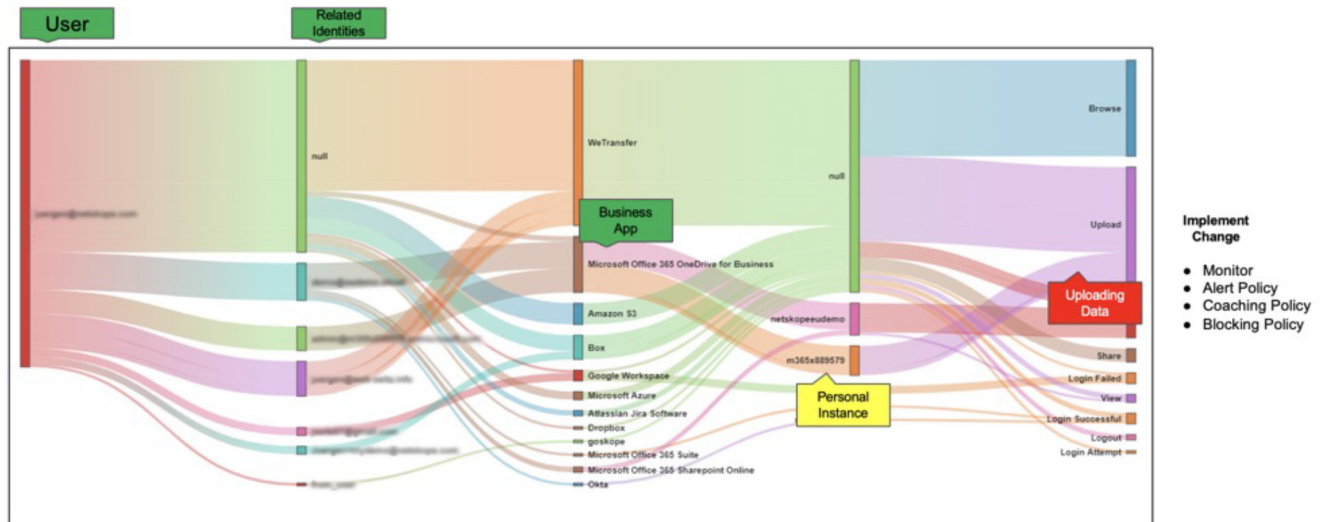 User
Related
Identities
null
WeTransfer
Business
App
Microsoft Office 365 OneDrive for Business
Amazon S3
Box
Google Workspace
Microsoft Azure
Atlassian Jira Software
Dropbox
goskope
Microsoft Office 365 Suite
Microsoft Office 365 Sharepoint Online
Okta
null
netskopeeudemo
m365x889579
Personal
Instance
Browse
Upload
Uploading
Data
Share
Login Failed
View
Login Successful
Logout
Login Attempt
Implement
Change
● Monitor
● Alert Policy
● Coaching Policy
● Blocking Policy